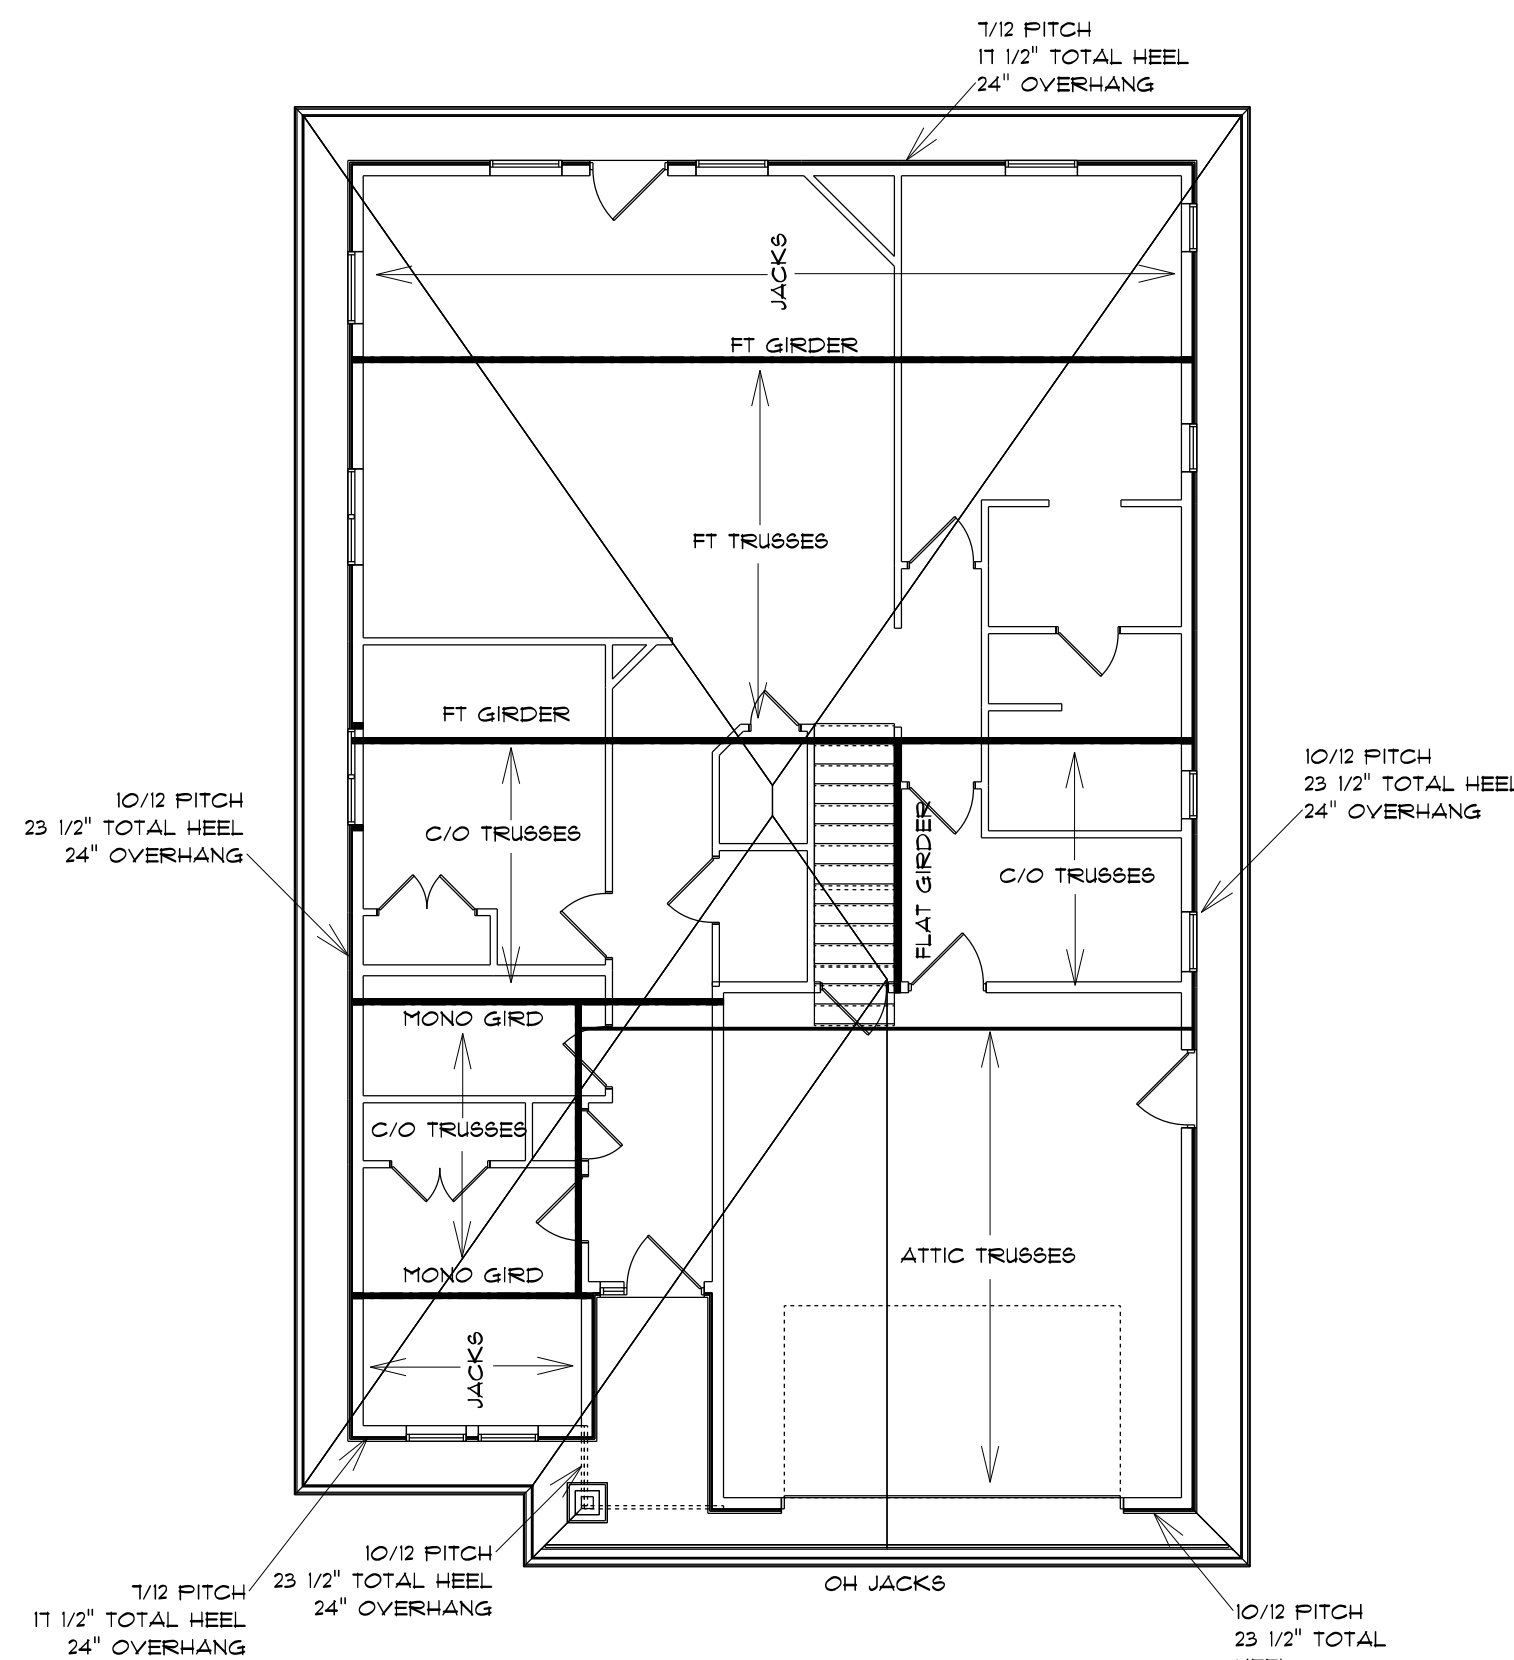 7/12 PITCH
17 1/2" TOTAL HEEL
24" OVERHANG
JACKS
FT GIRDER
FT TRUSSES
FT GIRDER
10/12 PITCH
23 1/2" TOTAL HEEL
24" OVERHANG
10/12 PITCH
23 1/2" TOTAL HEEL
24" OVERHANG
C/O TRUSSES
FLAT GIRDER
C/O TRUSSES
MONO GIRD
C/O TRUSSES
ATTIC TRUSSES
MONO GIRD
JACKS
10/12 PITCH
23 1/2" TOTAL HEEL
24" OVERHANG
OH JACKS
7/12 PITCH
17 1/2" TOTAL HEEL
24" OVERHANG
10/12 PITCH
23 1/2" TOTAL